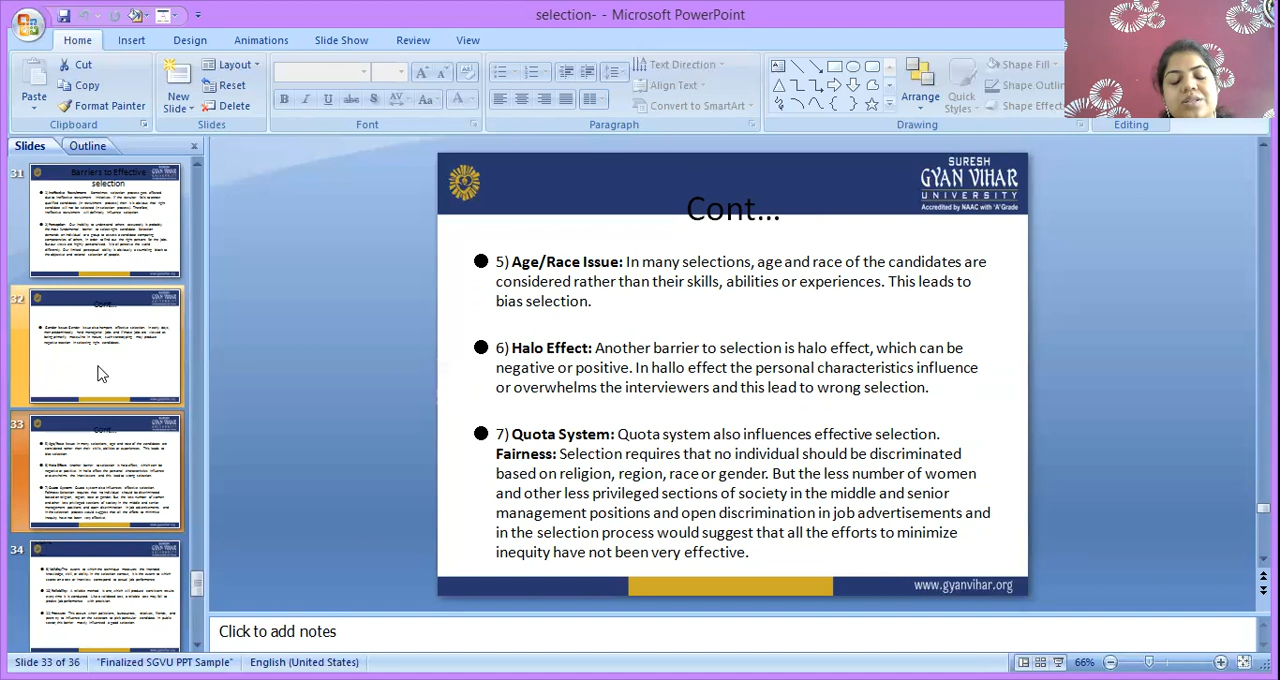 selection- - Microsoft PowerPoint
Home Insert Design Animations Slide Show Review View
Paste
Cut
Copy
Format Painter
Clipboard
New
Slide
Layout
Reset
Delete
Slides
Font
Text Direction
Align Text
Convert to SmartArt
Paragraph
Arrange
Quick
Styles
Shape Fill
Shape Outlin
Shape Effect
Drawing
Editing
Slides Outline
31
Barriers to Effective
selection
32
Cont...
33
Cont...
34
SURESH
GYAN VIHAR
UNIVERSITY
Accredited by NAAC with 'A' Grade
Cont...
5) Age/Race Issue: In many selections, age and race of the candidates are
considered rather than their skills, abilities or experiences. This leads to
bias selection.
6) Halo Effect: Another barrier to selection is halo effect, which can be
negative or positive. In hallo effect the personal characteristics influence
or overwhelms the interviewers and this lead to wrong selection.
7) Quota System: Quota system also influences effective selection.
Fairness: Selection requires that no individual should be discriminated
based on religion, region, race or gender. But the less number of women
and other less privileged sections of society in the middle and senior
management positions and open discrimination in job advertisements and
in the selection process would suggest that all the efforts to minimize
inequity have not been very effective.
www.gyanvihar.org
Click to add notes
Slide 33 of 36 "Finalized SGVU PPT Sample" English (United States) 66%